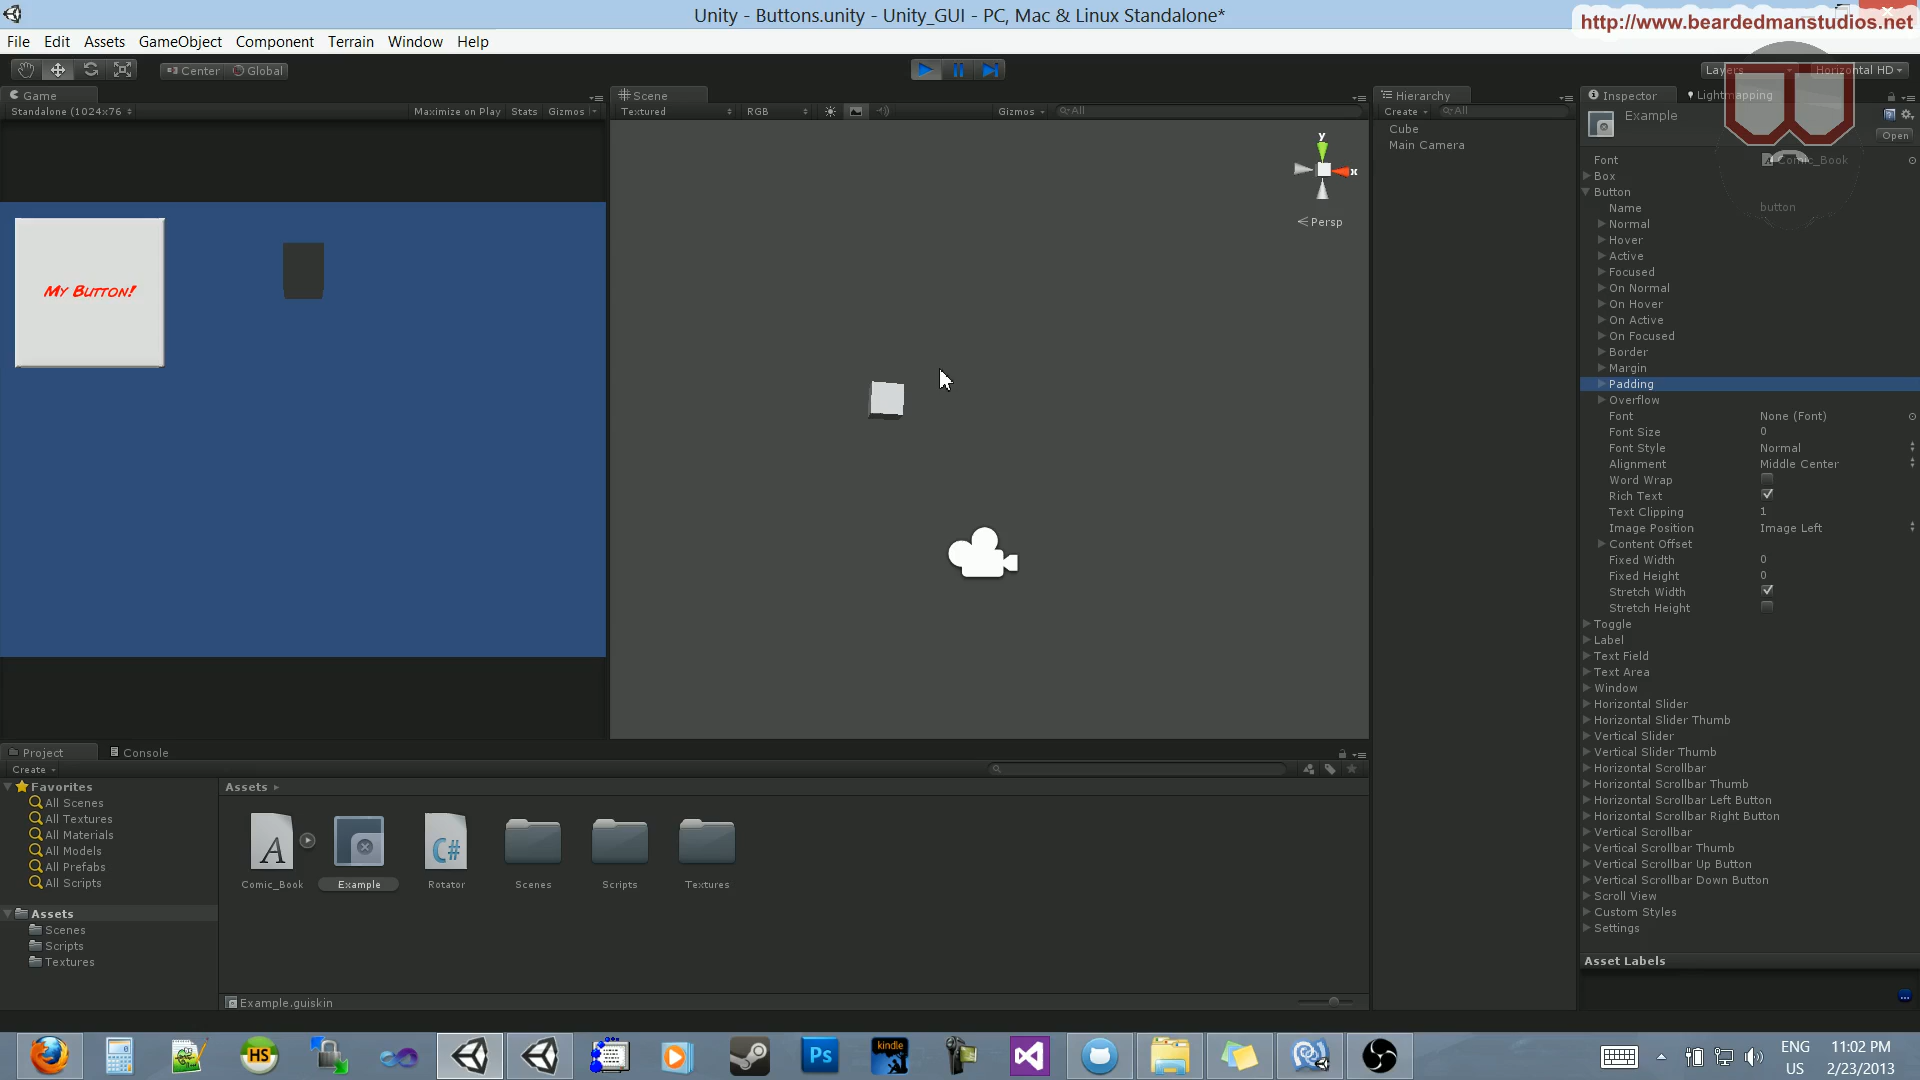 Unity - Buttons.unity - Unity_GUI - PC, Mac & Linux Standalone*
http://www.beardedmanstudios.net
File Edit Assets GameObject Component Terrain Window Help
Center Global
Layers Horizontal HD
Game
Standalone (1024x76 Maximize on Play Stats Gizmos
Scene
Textured RGB Gizmos All
y
x
Persp
Hierarchy
Create All
Cube
Main Camera
Inspector Lightmapping
Example
Open
Font Comic_Book
Box
Button
Name button
Normal
Hover
Active
Focused
On Normal
On Hover
On Active
On Focused
Border
Margin
Padding
Overflow
Font None (Font)
Font Size 0
Font Style Normal
Alignment Middle Center
Word Wrap
Rich Text
Text Clipping 1
Image Position Image Left
Content Offset
Fixed Width 0
Fixed Height 0
Stretch Width
Stretch Height
Toggle
Label
Text Field
Text Area
Window
Horizontal Slider
Horizontal Slider Thumb
Vertical Slider
Vertical Slider Thumb
Horizontal Scrollbar
Horizontal Scrollbar Thumb
Horizontal Scrollbar Left Button
Horizontal Scrollbar Right Button
Vertical Scrollbar
Vertical Scrollbar Thumb
Vertical Scrollbar Up Button
Vertical Scrollbar Down Button
Scroll View
Custom Styles
Settings
Asset Labels
My Button!
Project Console
Create
Favorites
All Scenes
All Textures
All Materials
All Models
All Prefabs
All Scripts
Assets
Scenes
Scripts
Textures
Assets
A C#
Comic_Book Example Rotator Scenes Scripts Textures
Example.guiskin
HS
Ps
kindle
ENG
US
11:02 PM
2/23/2013